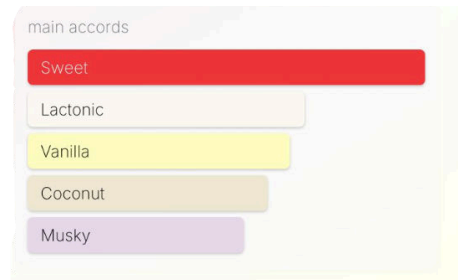 main accords
Sweet
Lactonic
Vanilla
Coconut
Musky